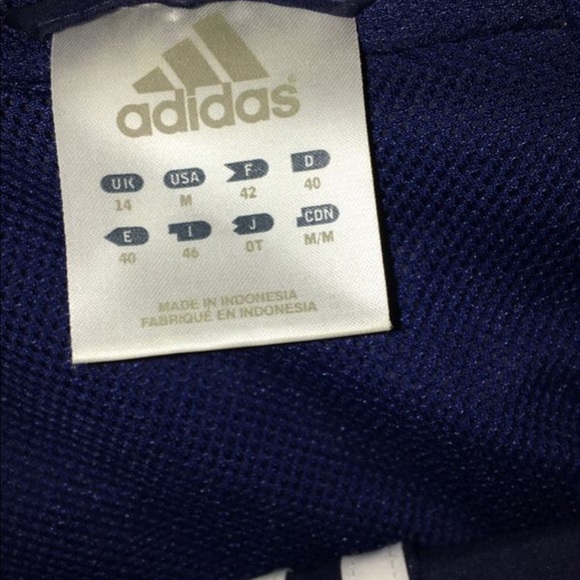 adidas®
UK USA F D
14 M 42 40
E I J CDN
40 46 OT M/M
MADE IN INDONESIA
FABRIQUÉ EN INDONESIA